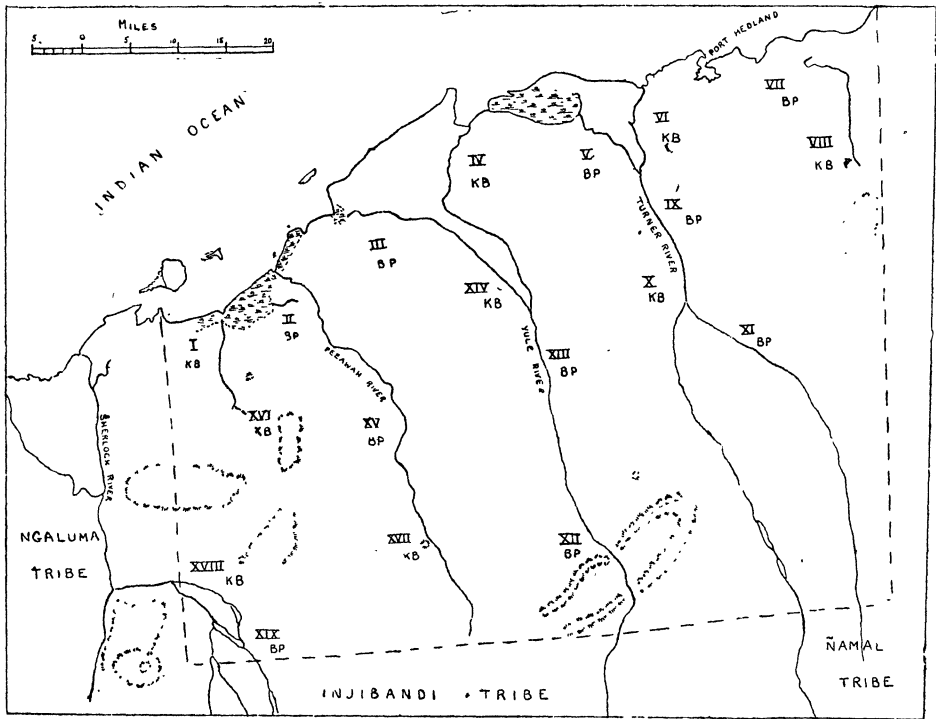 MILES
5 0 5 10 15 20
INDIAN OCEAN
PORT HEDLAND
VII
BP
VI
KB
VIII
KB
IV
KB
V
BP
IX
BP
TURNER RIVER
III
BP
X
KB
XIV
KB
II
BP
I
KB
XI
BP
YULE RIVER
XIII
BP
PEEAWAH RIVER
XVI
KB
XV
BP
SHERLOCK RIVER
NGALUMA
TRIBE
XVII
KB
XII
BP
XVIII
KB
XIX
BP
ÑAMAL
TRIBE
INJIBANDI TRIBE